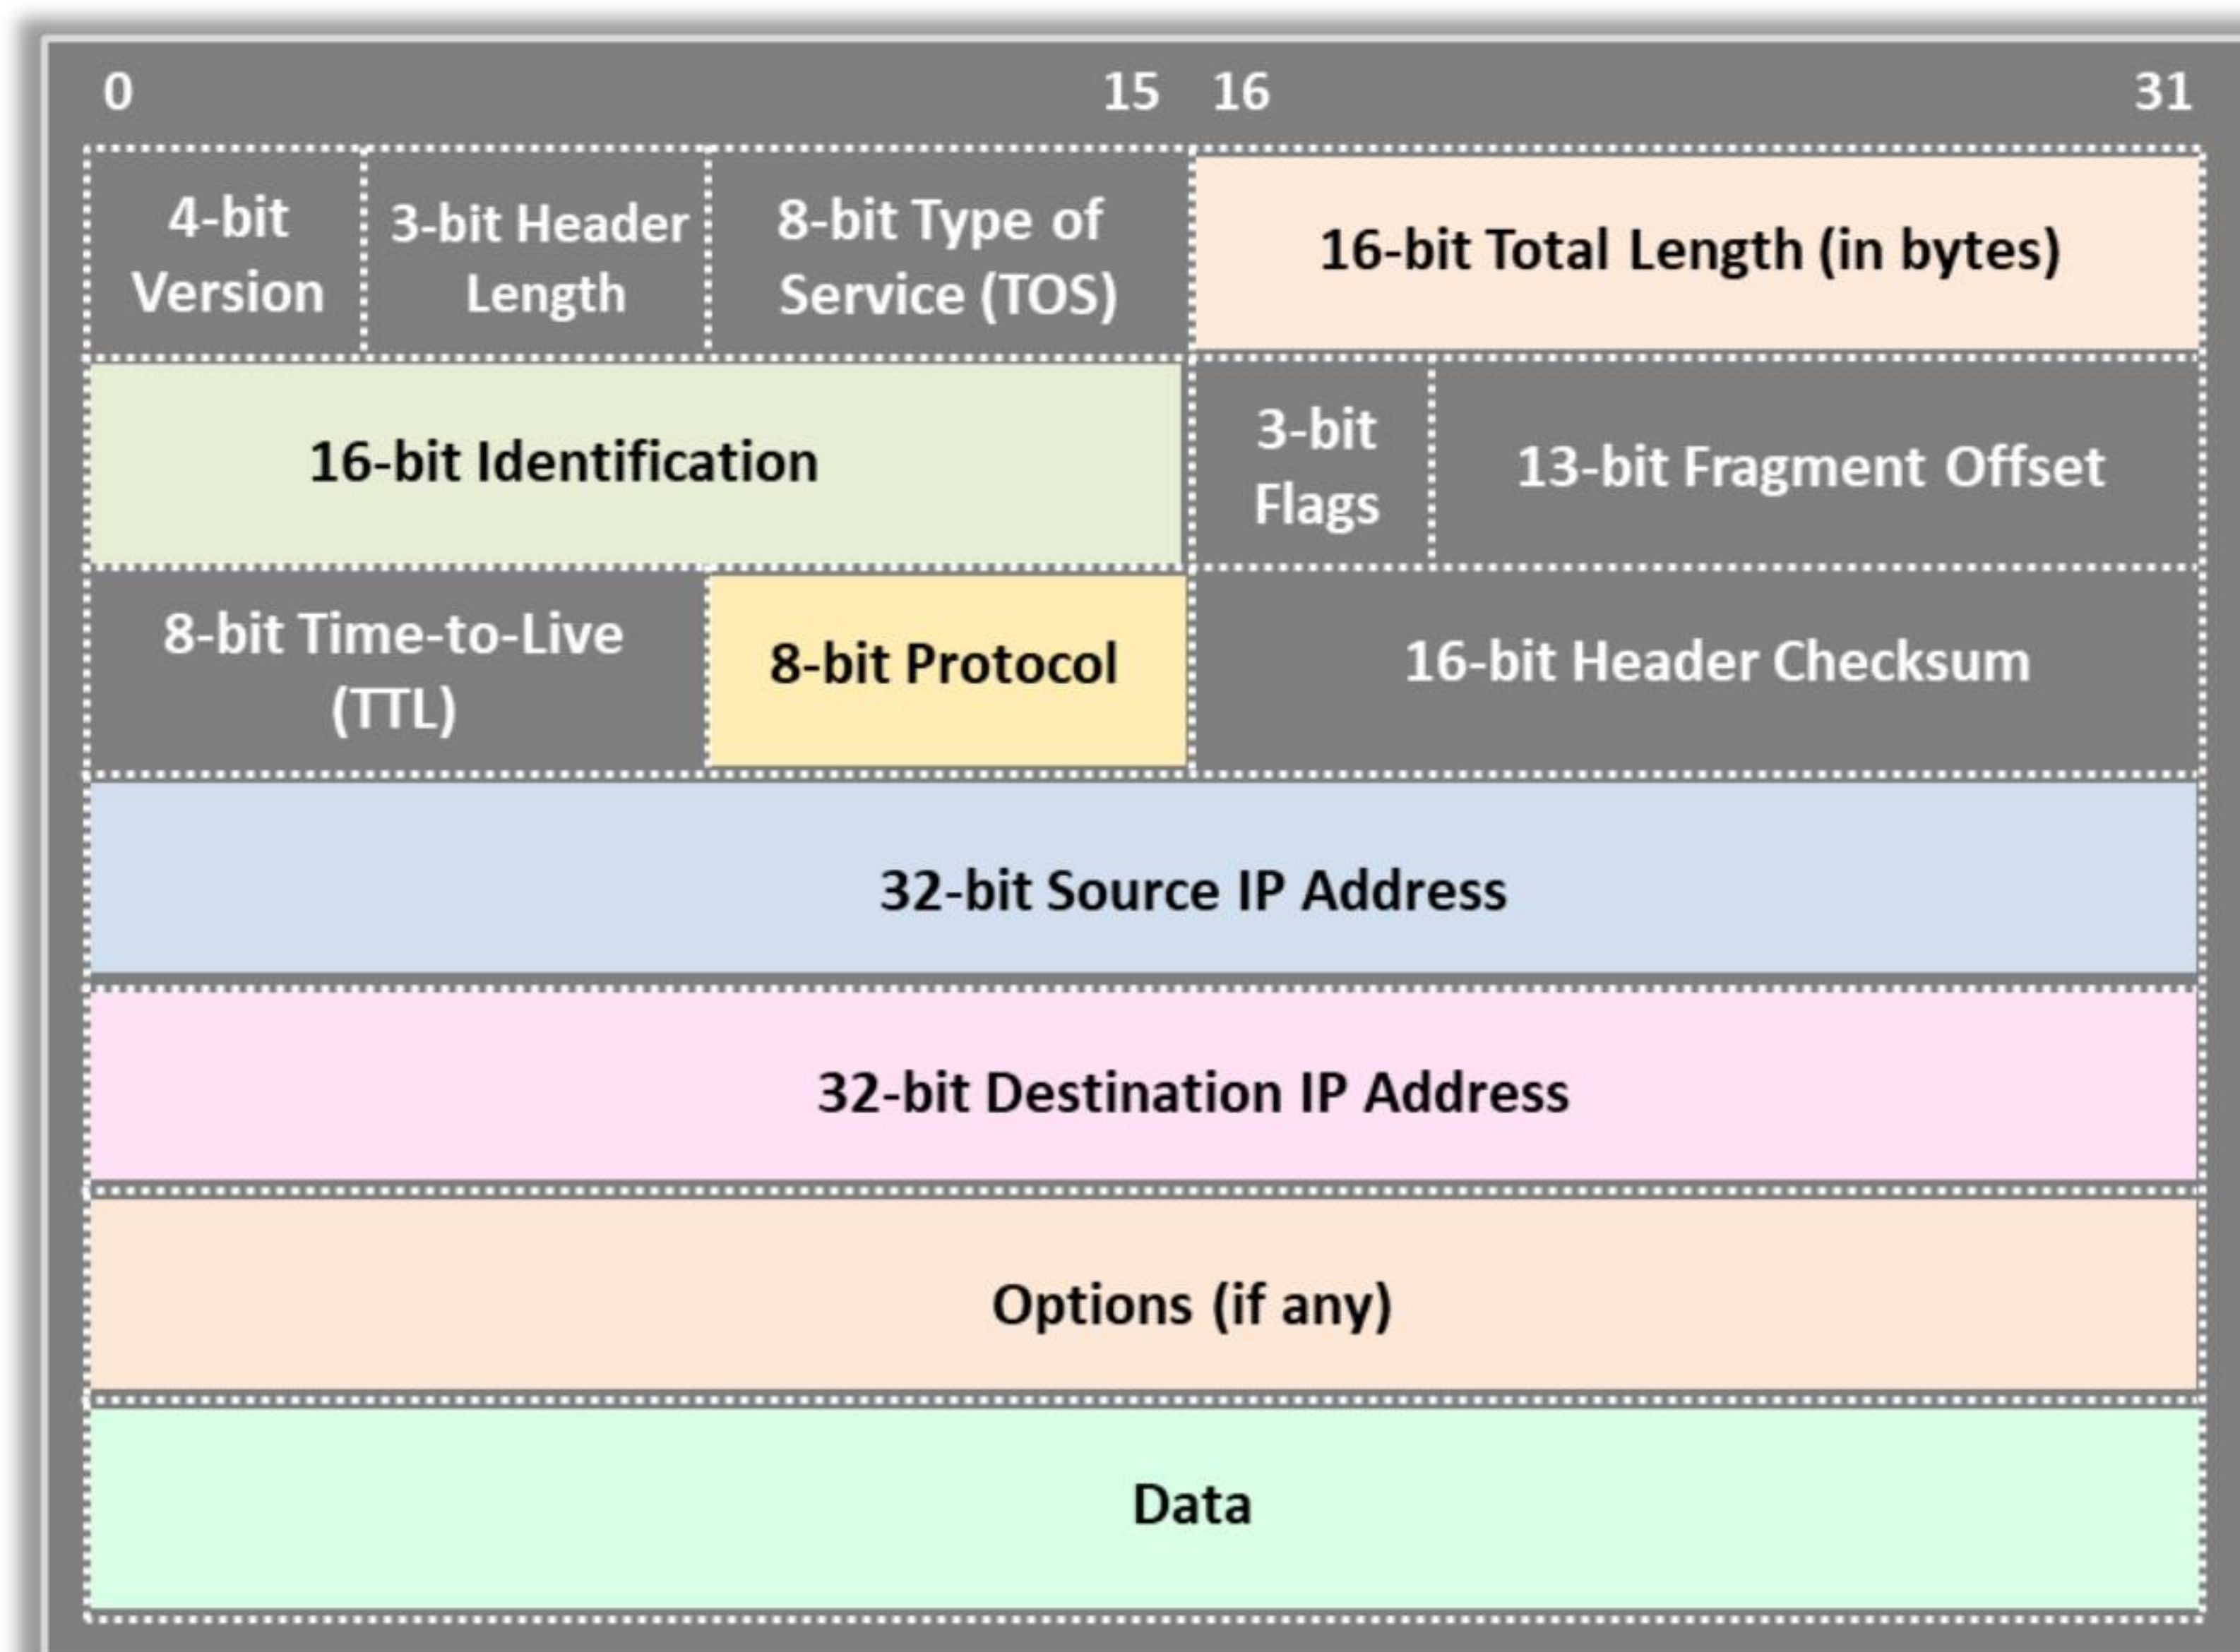 0 15 16 31
4-bit
Version
3-bit Header
Length
8-bit Type of
Service (TOS)
16-bit Total Length (in bytes)
16-bit Identification
3-bit
Flags
13-bit Fragment Offset
8-bit Time-to-Live
(TTL)
8-bit Protocol
16-bit Header Checksum
32-bit Source IP Address
32-bit Destination IP Address
Options (if any)
Data